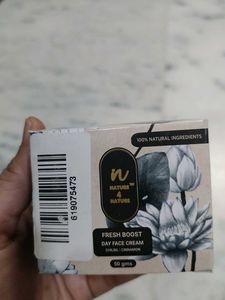 100% NATURAL INGREDIENTS
n
NATURE
4
NATURE
FRESH BOOST
DAY FACE CREAM
50 gms
619075473